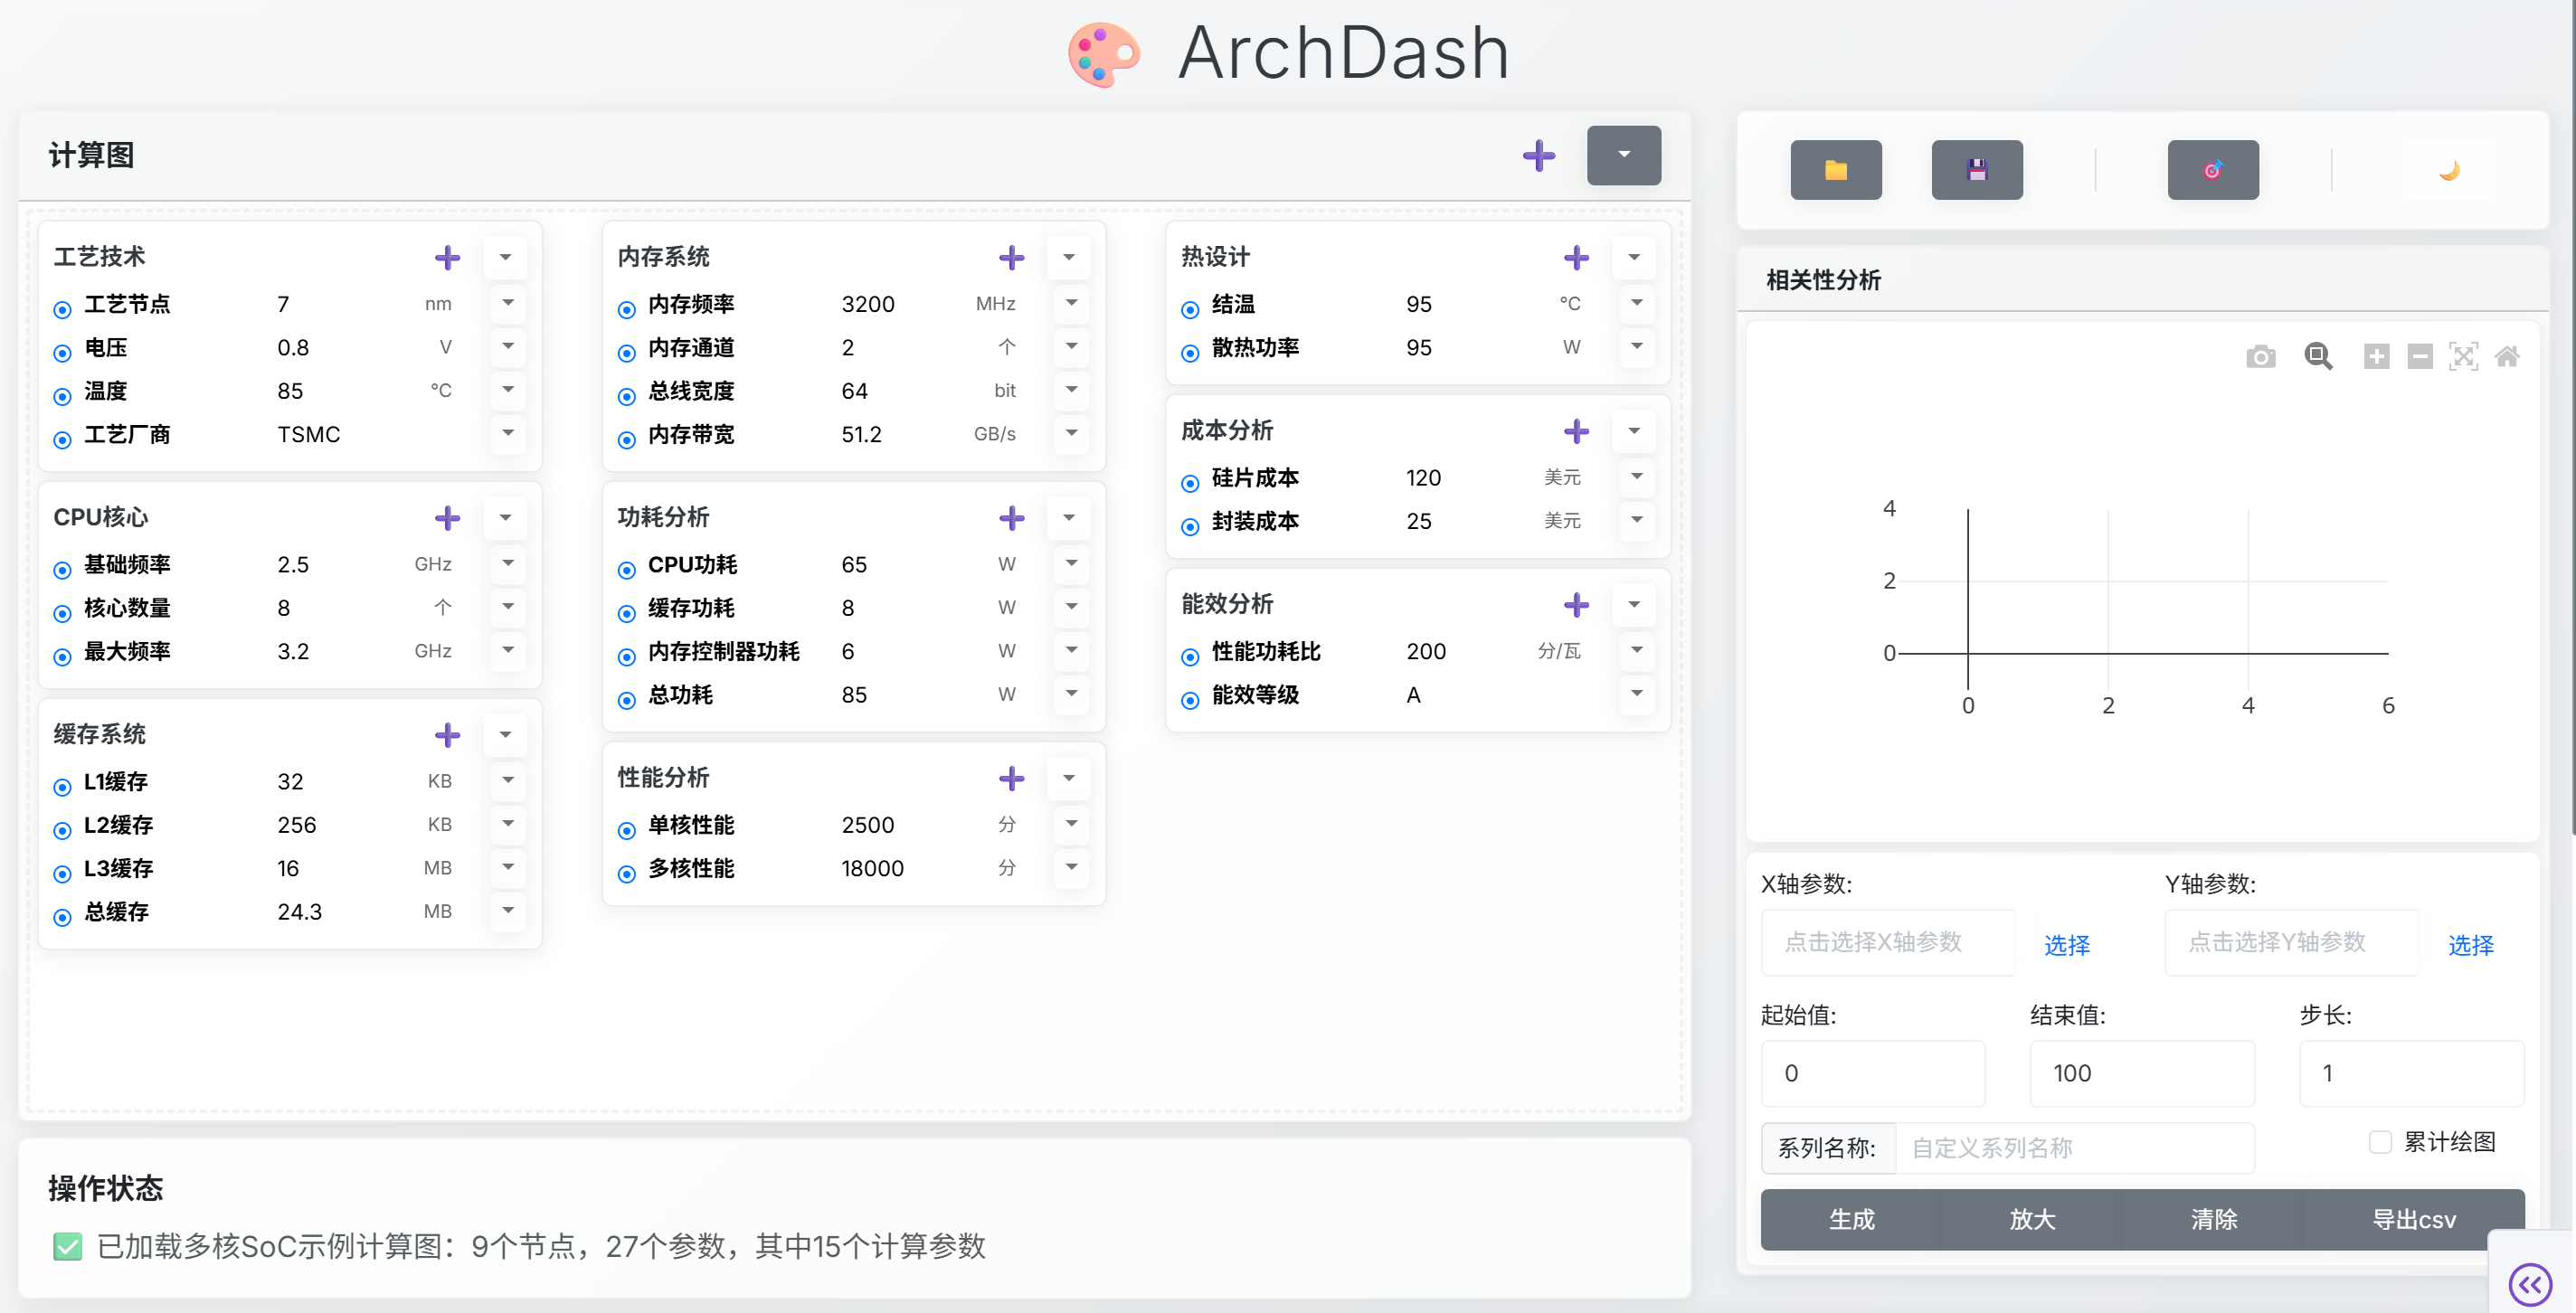 ArchDash
计算图
工艺技术
工艺节点 7 nm
电压 0.8 V
温度 85 °C
工艺厂商 TSMC
CPU核心
基础频率 2.5 GHz
核心数量 8 个
最大频率 3.2 GHz
缓存系统
L1缓存 32 KB
L2缓存 256 KB
L3缓存 16 MB
总缓存 24.3 MB
内存系统
内存频率 3200 MHz
内存通道 2 个
总线宽度 64 bit
内存带宽 51.2 GB/s
功耗分析
CPU功耗 65 W
缓存功耗 8 W
内存控制器功耗 6 W
总功耗 85 W
性能分析
单核性能 2500 分
多核性能 18000 分
热设计
结温 95 °C
散热功率 95 W
成本分析
硅片成本 120 美元
封装成本 25 美元
能效分析
性能功耗比 200 分/瓦
能效等级 A
操作状态
已加载多核SoC示例计算图：9个节点，27个参数，其中15个计算参数
相关性分析
4
2
0
0 2 4 6
X轴参数: Y轴参数:
点击选择X轴参数 选择 点击选择Y轴参数 选择
起始值: 结束值: 步长:
0 100 1
系列名称: 自定义系列名称 累计绘图
生成 放大 清除 导出csv